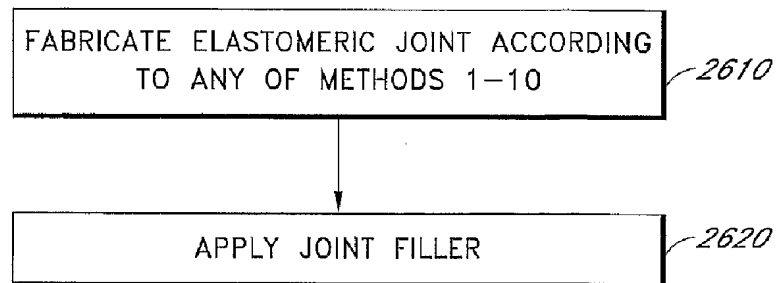 FABRICATE ELASTOMERIC JOINT ACCORDING
TO ANY OF METHODS 1-10
2610
APPLY JOINT FILLER
2620